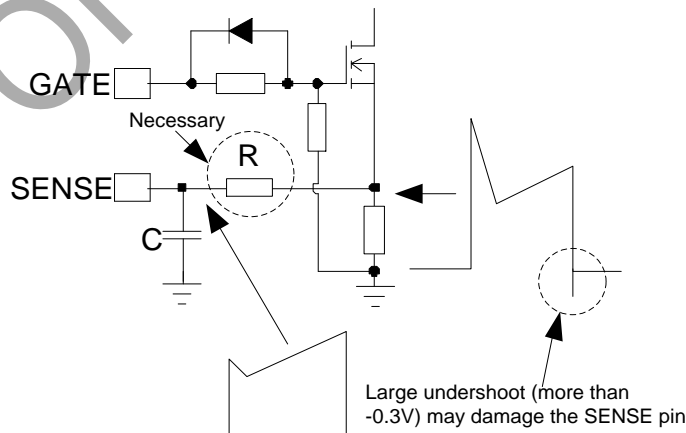 GATE
Necessary
R
SENSE
C
Large undershoot (more than
-0.3V) may damage the SENSE pin